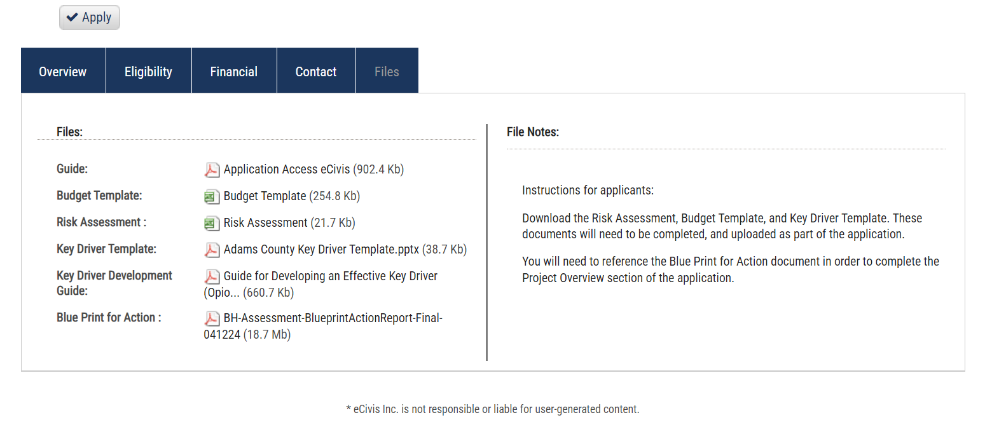 Apply
Overview
Eligibility
Financial
Contact
Files
Files:
Guide:
Application Access eCivis (902.4 Kb)
Budget Template:
Budget Template (254.8 Kb)
Risk Assessment :
Risk Assessment (21.7 Kb)
Key Driver Template:
Adams County Key Driver Template.pptx (38.7 Kb)
Key Driver Development
Guide:
Guide for Developing an Effective Key Driver
(Opio... (660.7 Kb)
Blue Print for Action :
BH-Assessment-BlueprintActionReport-Final-
041224 (18.7 Mb)
File Notes:
Instructions for applicants:
Download the Risk Assessment, Budget Template, and Key Driver Template. These
documents will need to be completed, and uploaded as part of the application.
You will need to reference the Blue Print for Action document in order to complete the
Project Overview section of the application.
* eCivis Inc. is not responsible or liable for user-generated content.